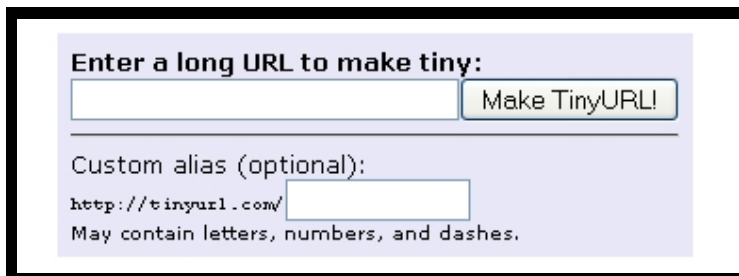 Enter a long URL to make tiny:
Make TinyURL!
Custom alias (optional):
http://tinyurl.com/
May contain letters, numbers, and dashes.